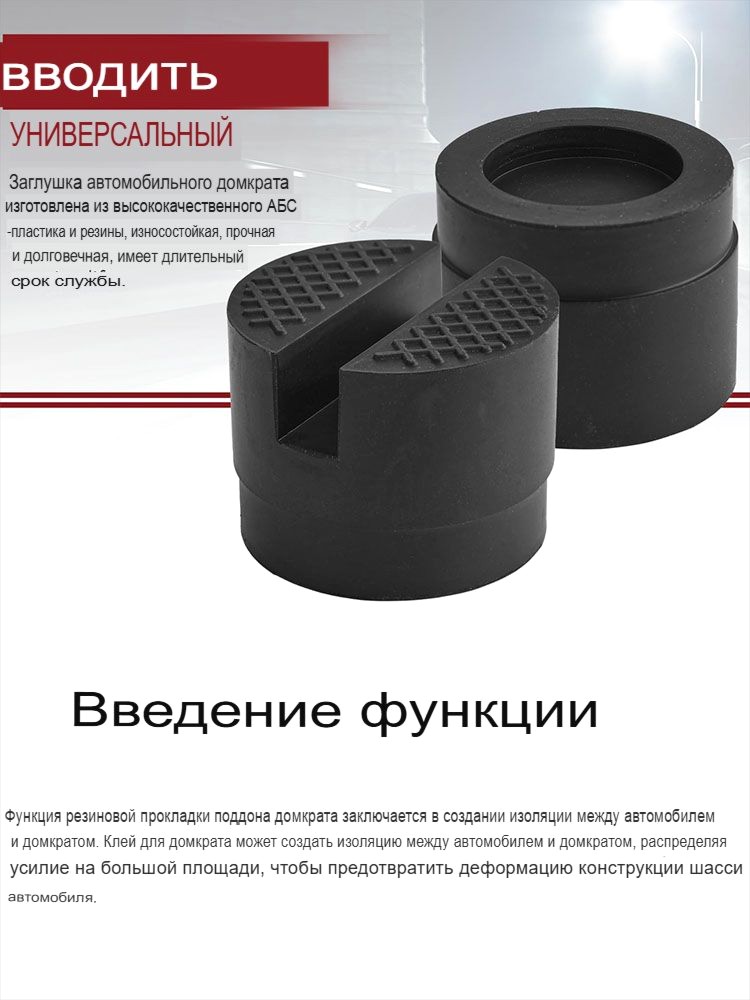 ВВОДИТЬ
УНИВЕРСАЛЬНЫЙ
Заглушка автомобильного домкрата
изготовлена из высококачественного АБС
-пластика и резины, износостойкая, прочная
и долговечная, имеет длительный
срок службы.
Введение функции
Функция резиновой прокладки поддона домкрата заключается в создании изоляции между автомобилем
и домкратом. Клей для домкрата может создать изоляцию между автомобилем и домкратом, распределяя
усилие на большой площади, чтобы предотвратить деформацию конструкции шасси
автомобиля.